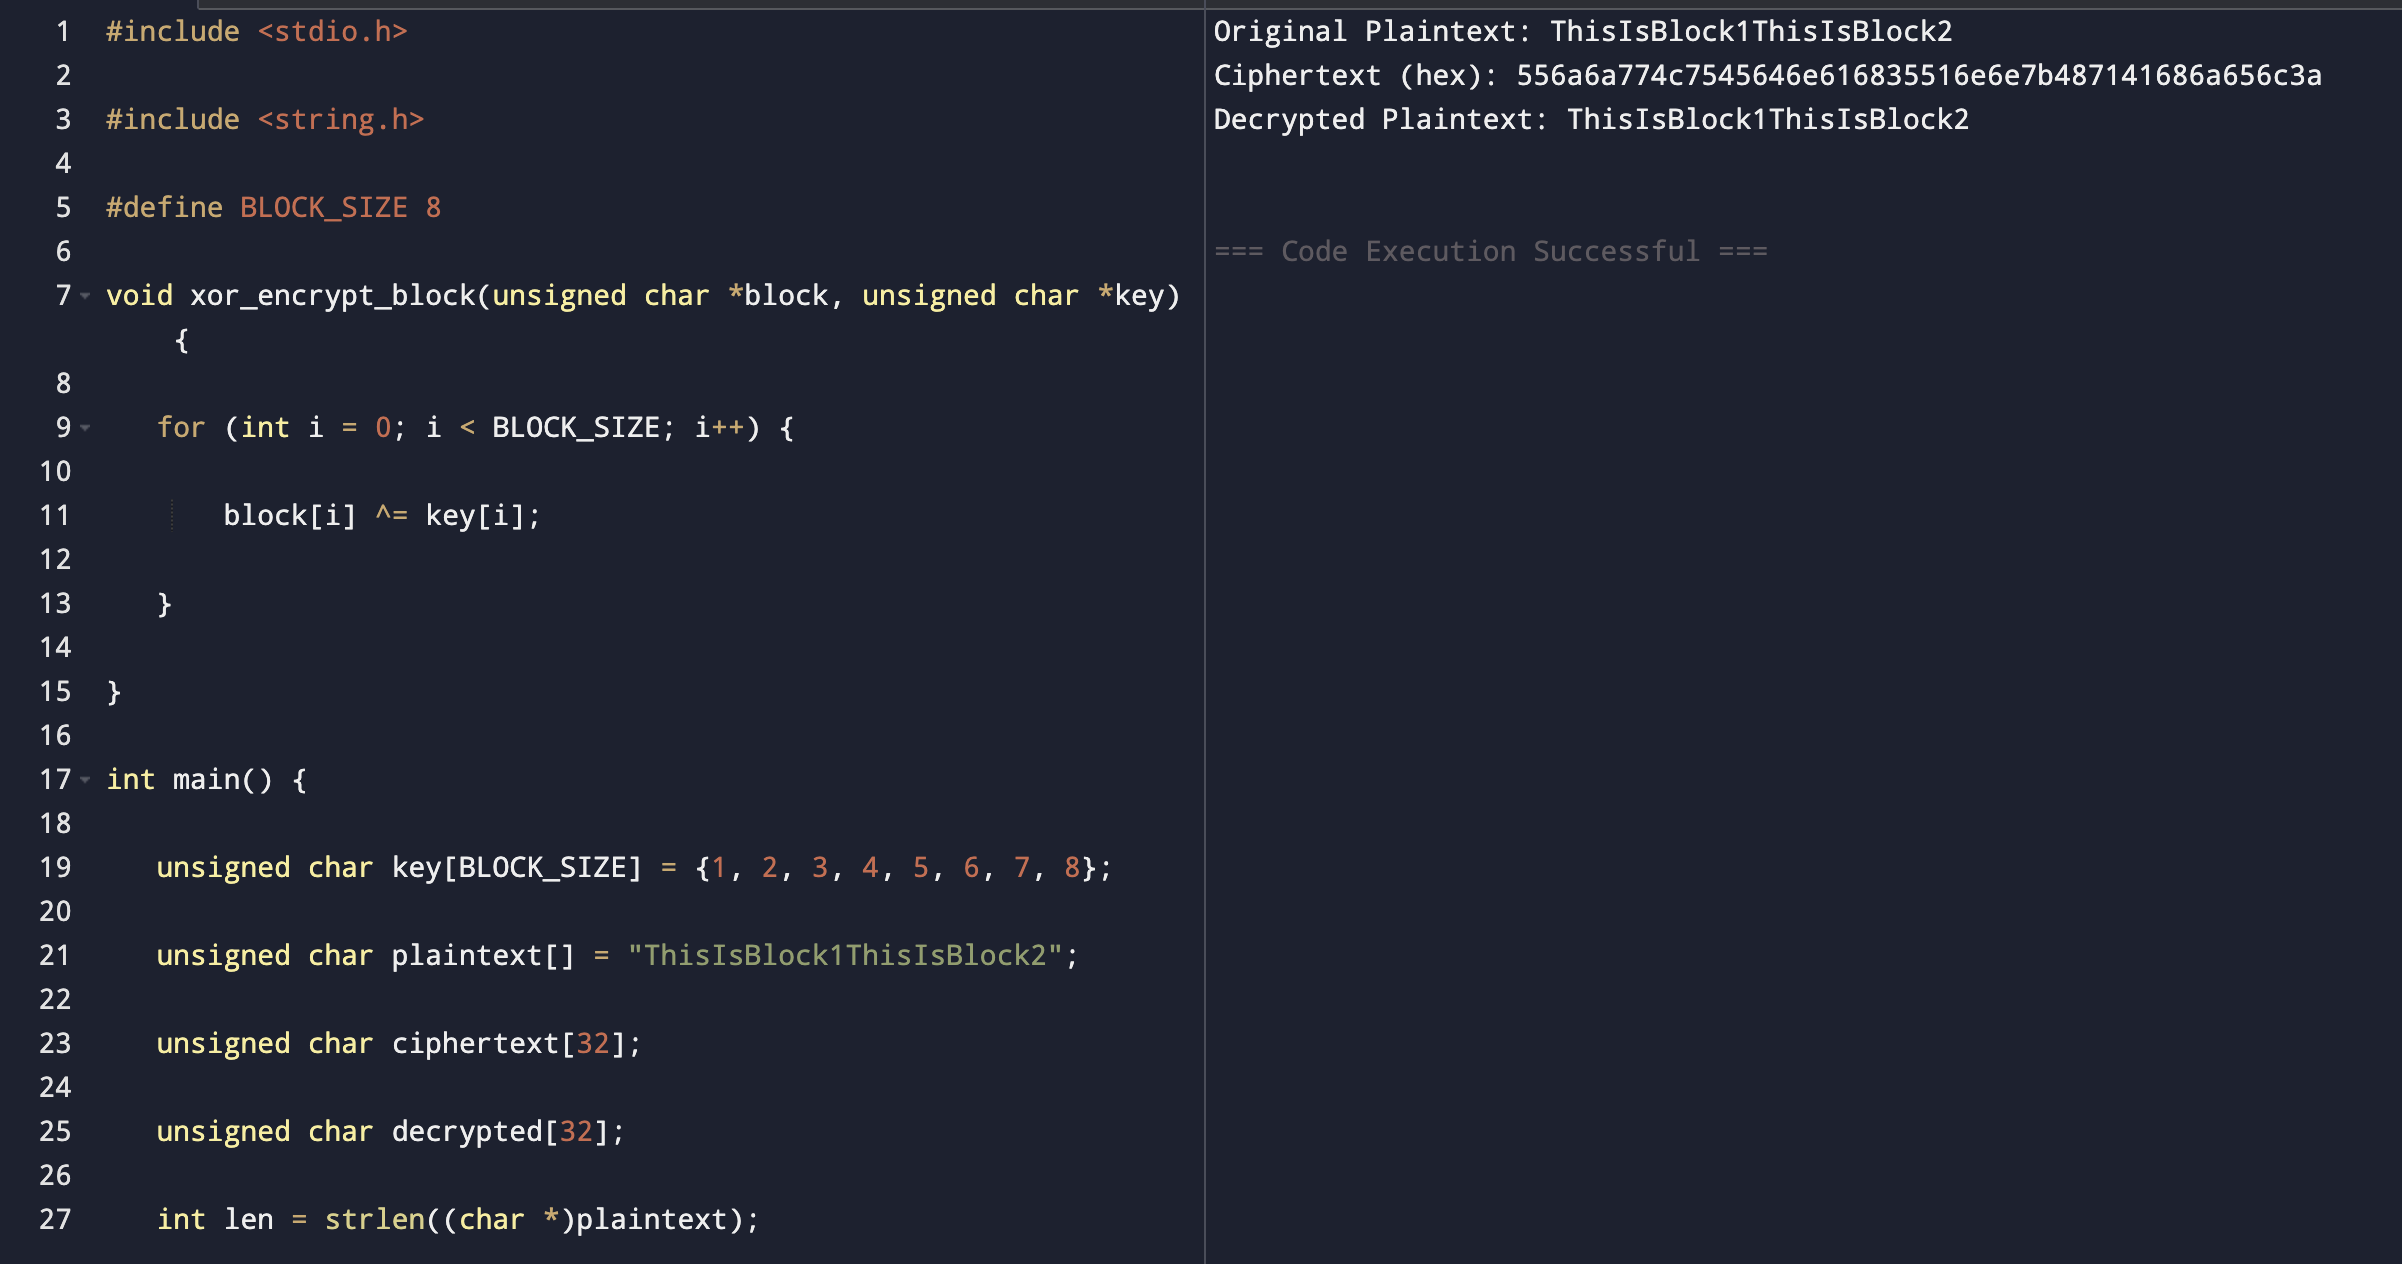 1 #include <stdio.h>
2
3 #include <string.h>
4
5 #define BLOCK_SIZE 8
6
7 void xor_encrypt_block(unsigned char *block, unsigned char *key)
{
8
9 for (int i = 0; i < BLOCK_SIZE; i++) {
10
11 block[i] ^= key[i];
12
13 }
14
15 }
16
17 int main() {
18
19 unsigned char key[BLOCK_SIZE] = {1, 2, 3, 4, 5, 6, 7, 8};
20
21 unsigned char plaintext[] = "ThisIsBlock1ThisIsBlock2";
22
23 unsigned char ciphertext[32];
24
25 unsigned char decrypted[32];
26
27 int len = strlen((char *)plaintext);
Original Plaintext: ThisIsBlock1ThisIsBlock2
Ciphertext (hex): 556a6a774c7545646e616835516e6e7b487141686a656c3a
Decrypted Plaintext: ThisIsBlock1ThisIsBlock2
=== Code Execution Successful ===